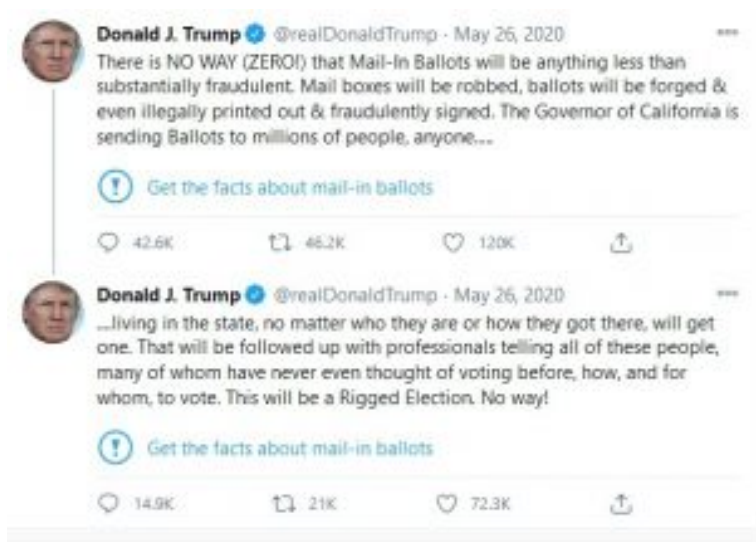 Donald J. Trump @realDonaldTrump · May 26, 2020
There is NO WAY (ZERO!) that Mail-In Ballots will be anything less than
substantially fraudulent. Mail boxes will be robbed, ballots will be forged &
even illegally printed out & fraudulently signed. The Governor of California is
sending Ballots to millions of people, anyone....
Get the facts about mail-in ballots
42.6K 46.2K 120K
Donald J. Trump @realDonaldTrump · May 26, 2020
...living in the state, no matter who they are or how they got there, will get
one. That will be followed up with professionals telling all of these people,
many of whom have never even thought of voting before, how, and for
whom, to vote. This will be a Rigged Election. No way!
Get the facts about mail-in ballots
14.9K 21K 72.3K